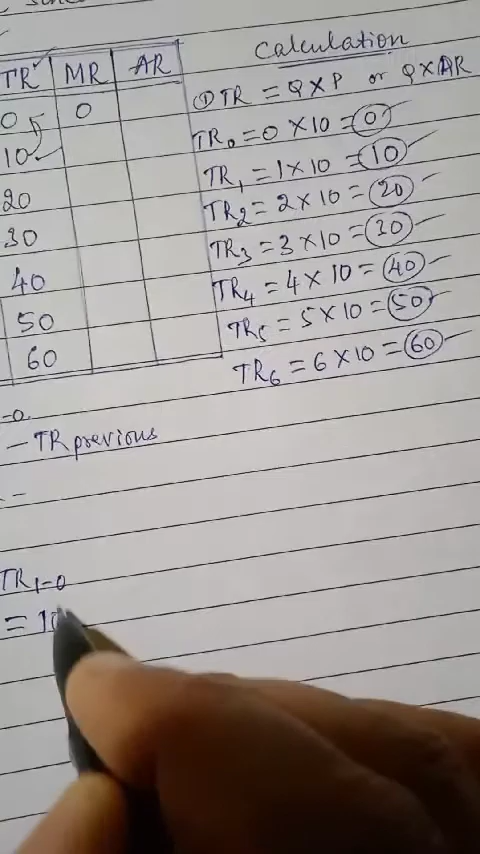 TR MR AR
0 0
10
20
30
40
50
60
Calculation
① TR = Q × P or Q × AR
TR0 = 0 × 10 = 0
TR1 = 1 × 10 = 10
TR2 = 2 × 10 = 20
TR3 = 3 × 10 = 30
TR4 = 4 × 10 = 40
TR5 = 5 × 10 = 50
TR6 = 6 × 10 = 60
- TR previous
TR1-0
= 10